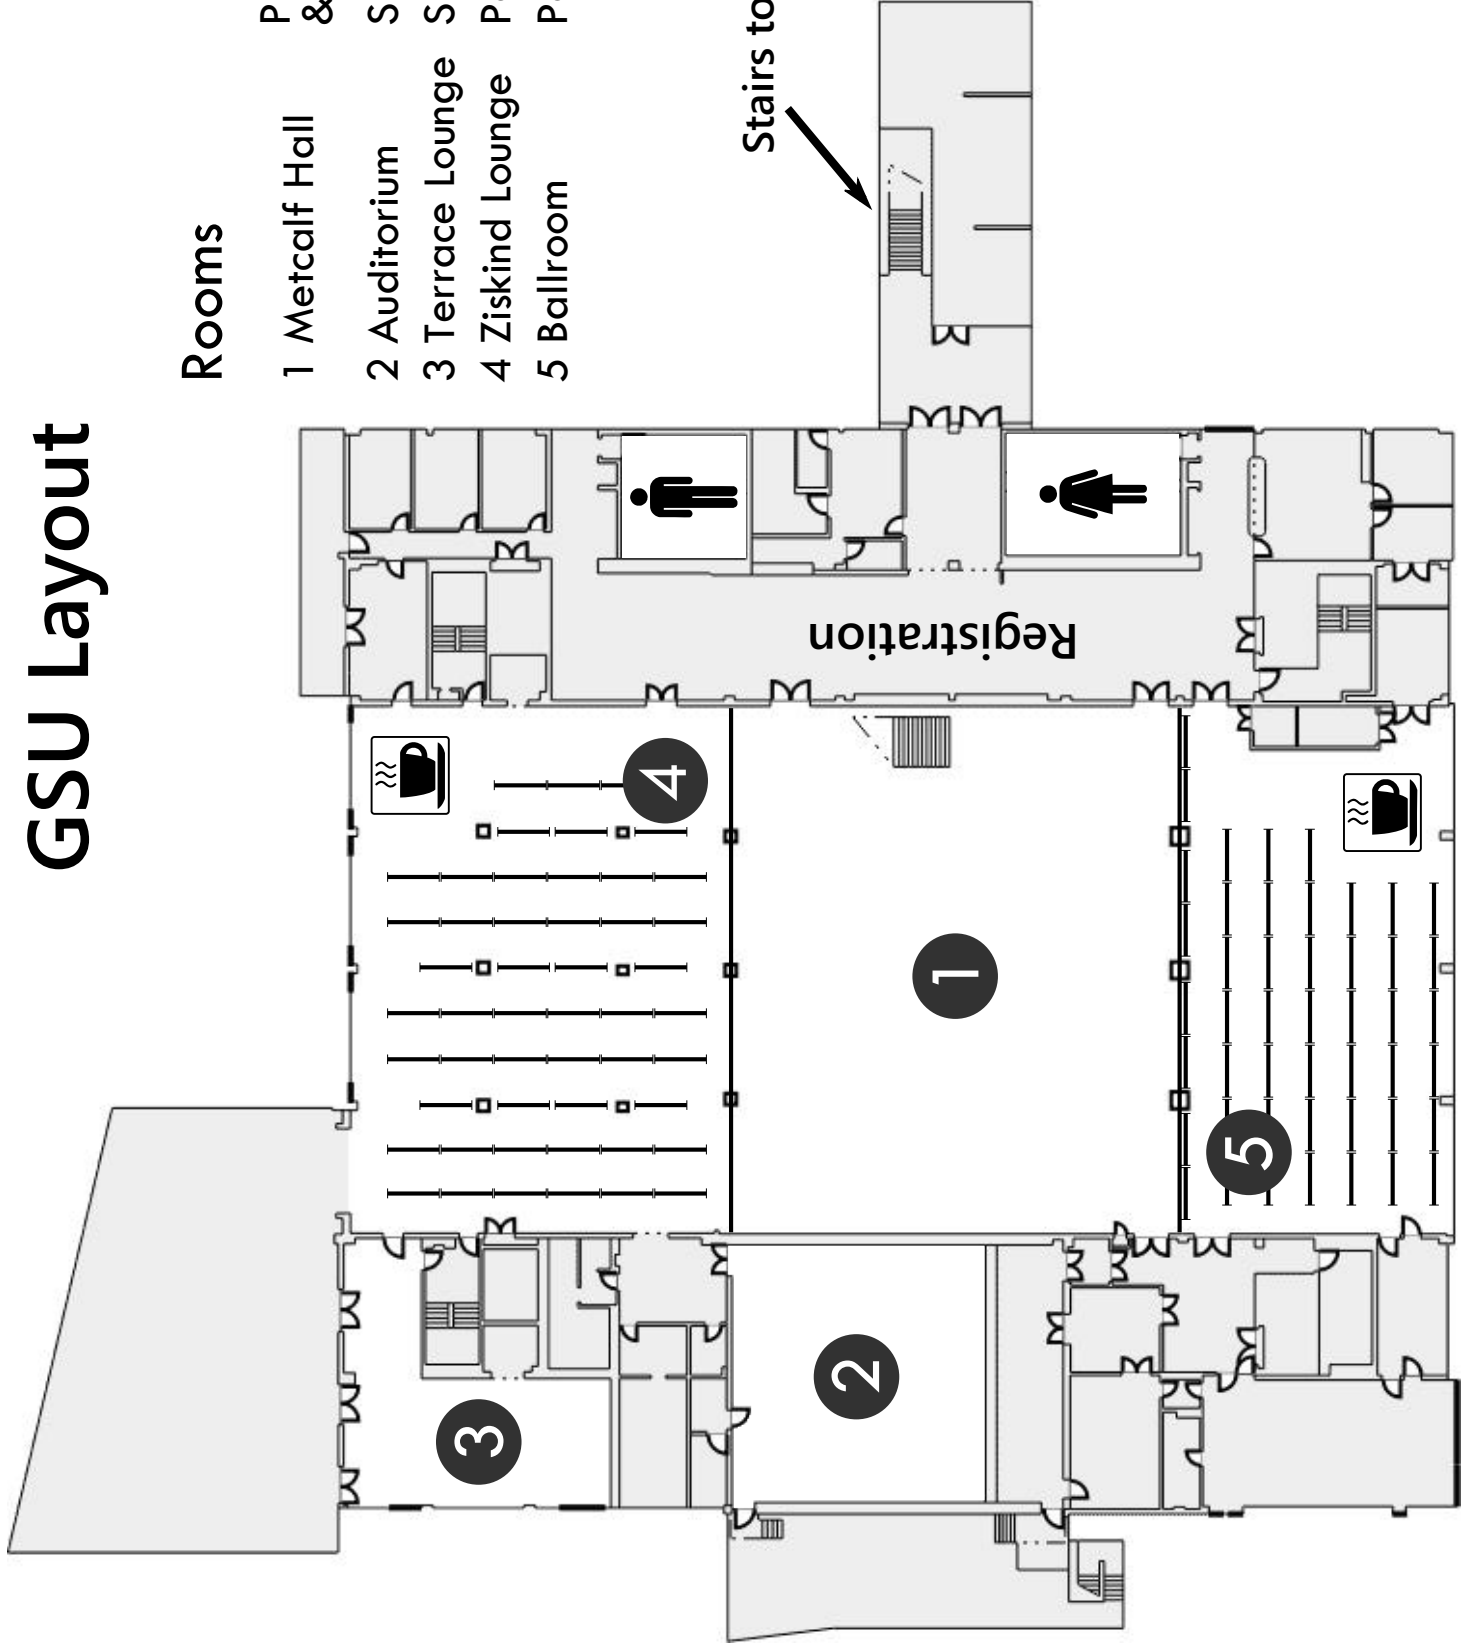 GSU Layout
Rooms
1 Metcalf Hall P
&
2 Auditorium S
3 Terrace Lounge S
4 Ziskind Lounge
5 Ballroom
Stairs to
Registration
4
1
5
3
2